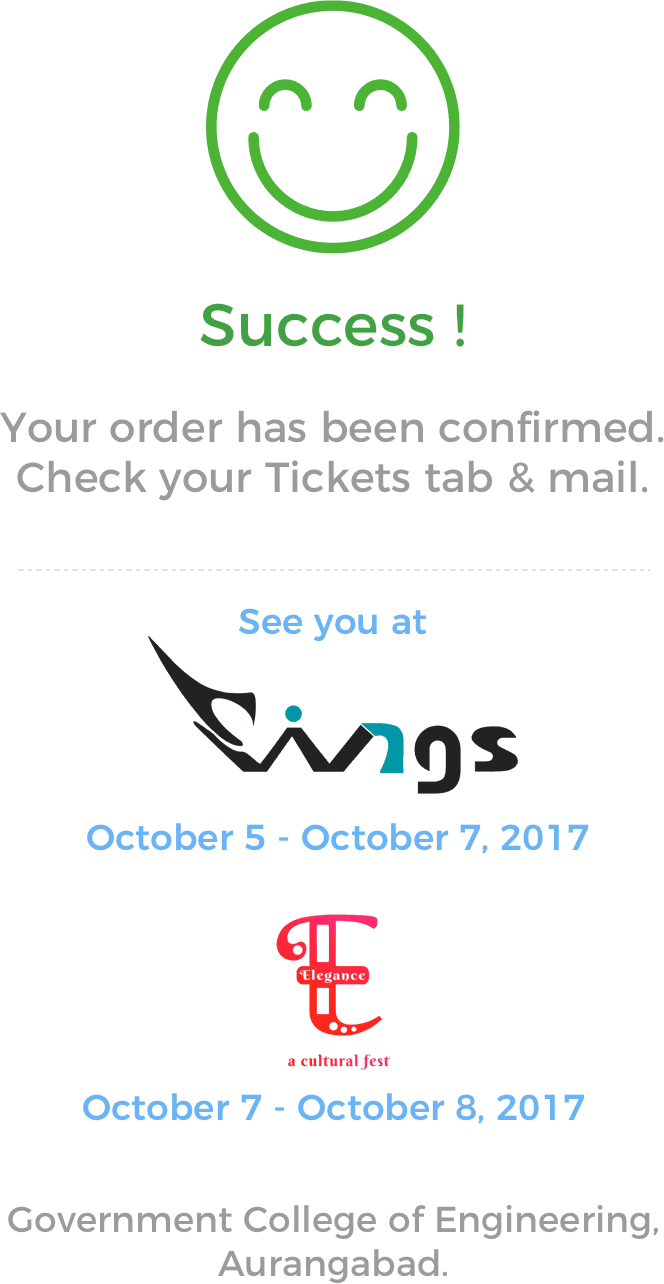 Success !
Your order has been confirmed.
Check your Tickets tab & mail.
See you at
Wings
October 5 - October 7, 2017
Elegance
a cultural fest
October 7 - October 8, 2017
Government College of Engineering,
Aurangabad.